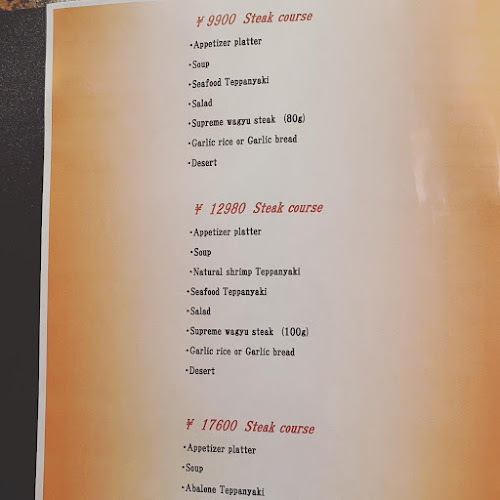 ¥9900 Steak course
・Appetizer platter
・Soup
・Seafood Teppanyaki
・Salad
・Supreme wagyu steak (80g)
・Garlic rice or Garlic bread
・Desert
¥ 12980 Steak course
・Appetizer platter
・Soup
・Natural shrimp Teppanyaki
・Seafood Teppanyaki
・Salad
・Supreme wagyu steak (100g)
・Garlic rice or Garlic bread
・Desert
¥ 17600 Steak course
・Appetizer platter
・Soup
・Abalone Teppanyaki